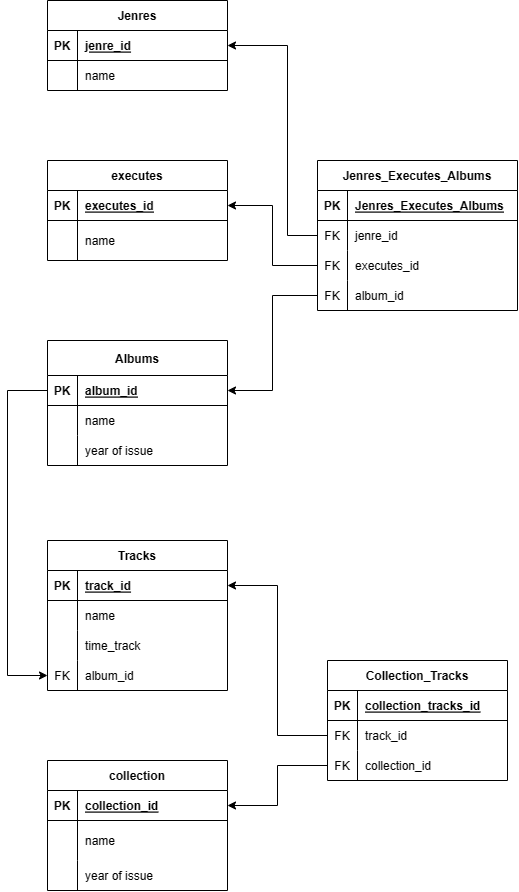 Jenres
PK jenre_id
name
executes
PK executes_id
name
Jenres_Executes_Albums
PK Jenres_Executes_Albums
FK jenre_id
FK executes_id
FK album_id
Albums
PK album_id
name
year of issue
Tracks
PK track_id
name
time_track
FK album_id
Collection_Tracks
PK collection_tracks_id
FK track_id
FK collection_id
collection
PK collection_id
name
year of issue